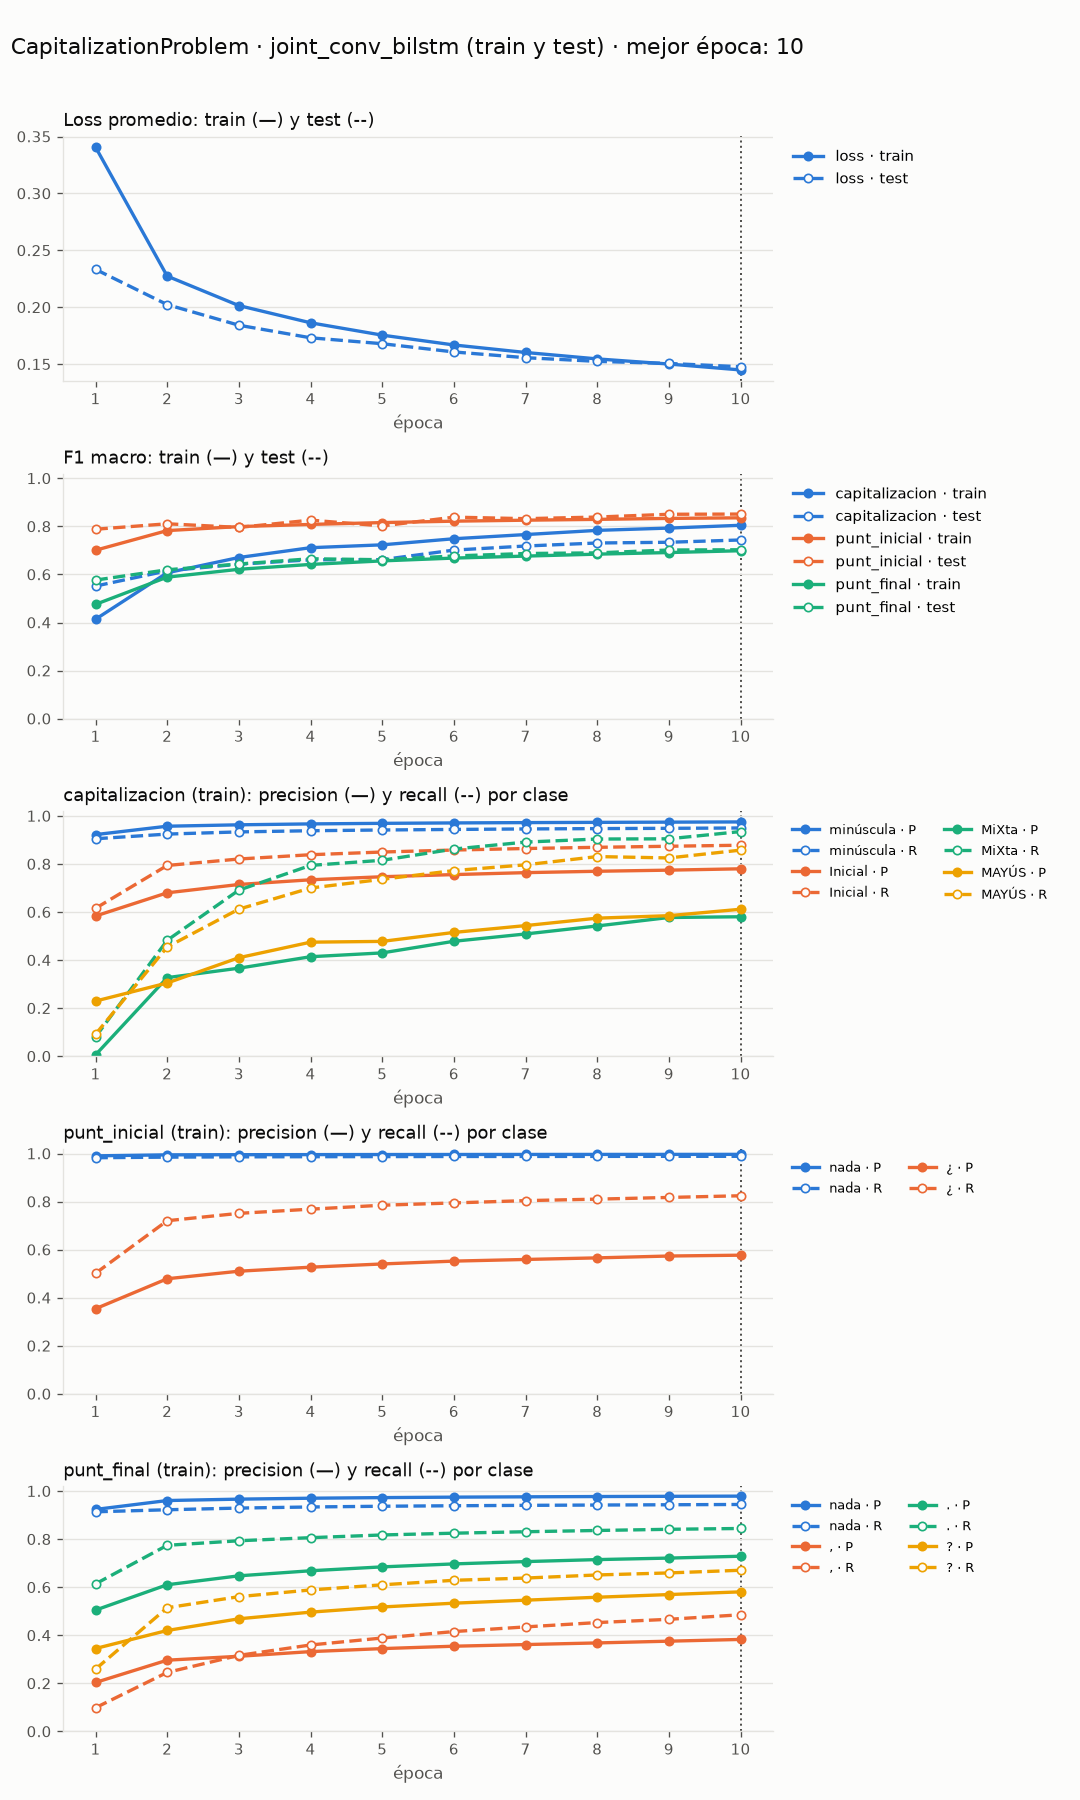 CapitalizationProblem · joint_conv_bilstm (train y test) · mejor época: 10
Loss promedio: train (—) y test (--)
0.35
0.30
0.25
0.20
0.15
1 2 3 4 5 6 7 8 9 10
época
loss · train
loss · test
F1 macro: train (—) y test (--)
1.0
0.8
0.6
0.4
0.2
0.0
1 2 3 4 5 6 7 8 9 10
época
capitalizacion · train
capitalizacion · test
punt_inicial · train
punt_inicial · test
punt_final · train
punt_final · test
capitalizacion (train): precision (—) y recall (--) por clase
1.0
0.8
0.6
0.4
0.2
0.0
1 2 3 4 5 6 7 8 9 10
época
minúscula · P
minúscula · R
Inicial · P
Inicial · R
MiXta · P
MiXta · R
MAYÚS · P
MAYÚS · R
punt_inicial (train): precision (—) y recall (--) por clase
1.0
0.8
0.6
0.4
0.2
0.0
1 2 3 4 5 6 7 8 9 10
época
nada · P
nada · R
¿ · P
¿ · R
punt_final (train): precision (—) y recall (--) por clase
1.0
0.8
0.6
0.4
0.2
0.0
1 2 3 4 5 6 7 8 9 10
época
nada · P
nada · R
, · P
, · R
. · P
. · R
? · P
? · R